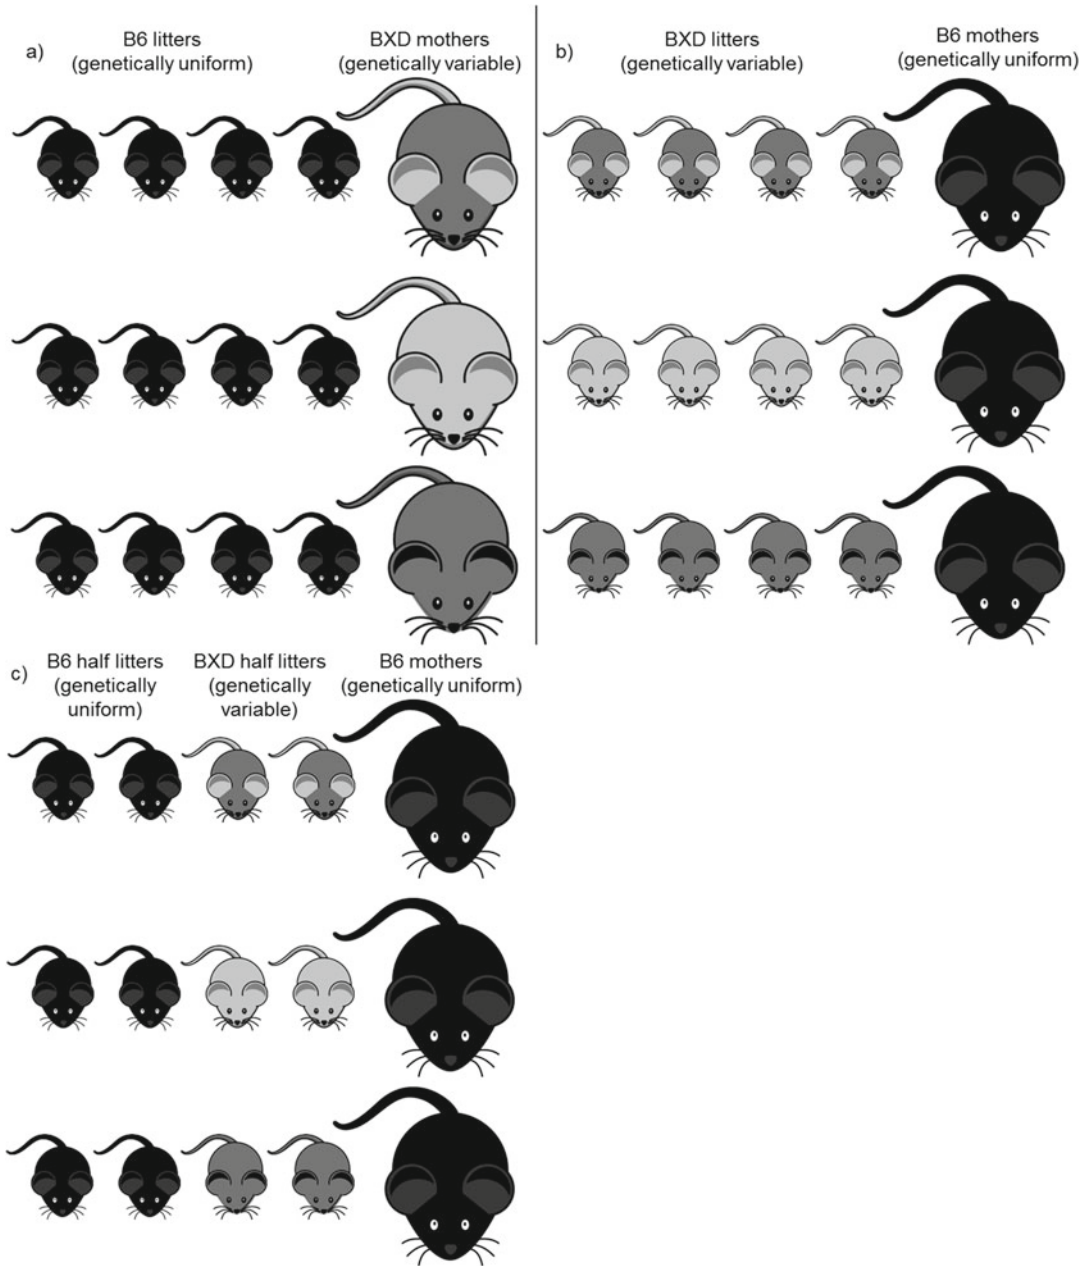 a)
B6 litters
(genetically uniform)
BXD mothers
(genetically variable)
b)
BXD litters
(genetically variable)
B6 mothers
(genetically uniform)
c)
B6 half litters
(genetically
uniform)
BXD half litters
(genetically
variable)
B6 mothers
(genetically uniform)